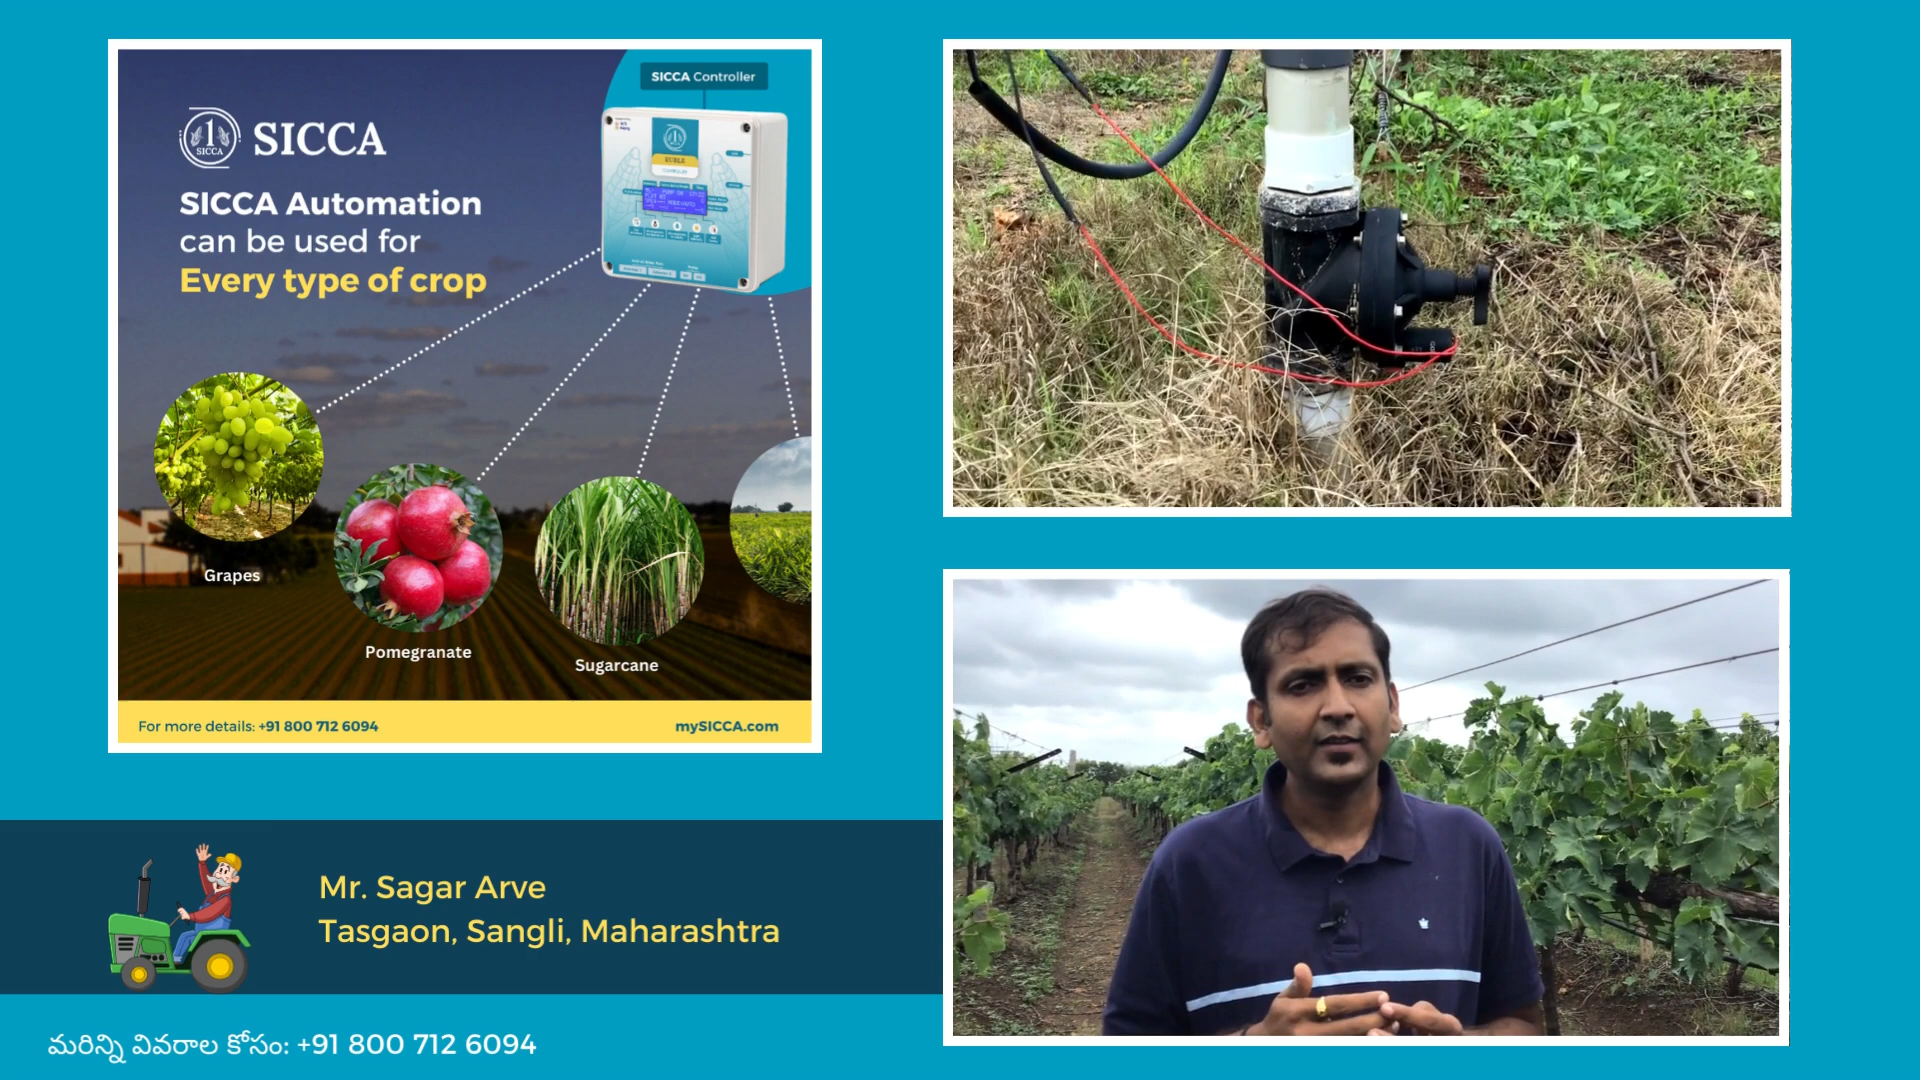 SICCA Controller
SICCA
SICCA
SICCA Automation
can be used for
Every type of crop
Grapes
Pomegranate
Sugarcane
For more details: +91 800 712 6094
mySICCA.com
Mr. Sagar Arve
Tasgaon, Sangli, Maharashtra
మరిన్ని వివరాల కోసం: +91 800 712 6094